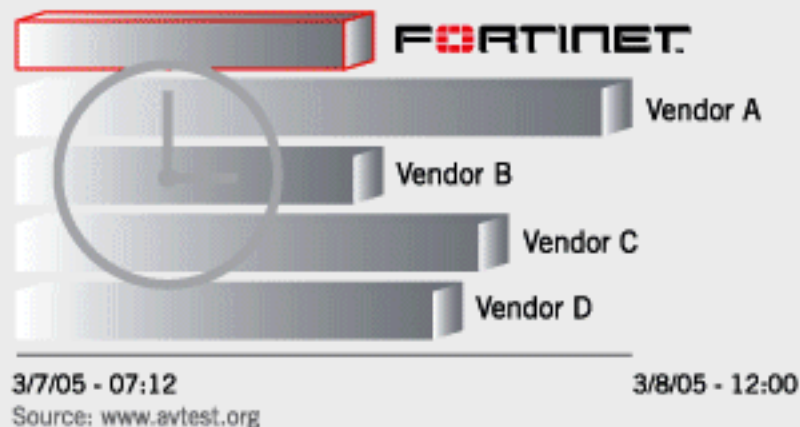 FORTINET
Vendor A
Vendor B
Vendor C
Vendor D
3/7/05 - 07:12
3/8/05 - 12:00
Source: www.avtest.org